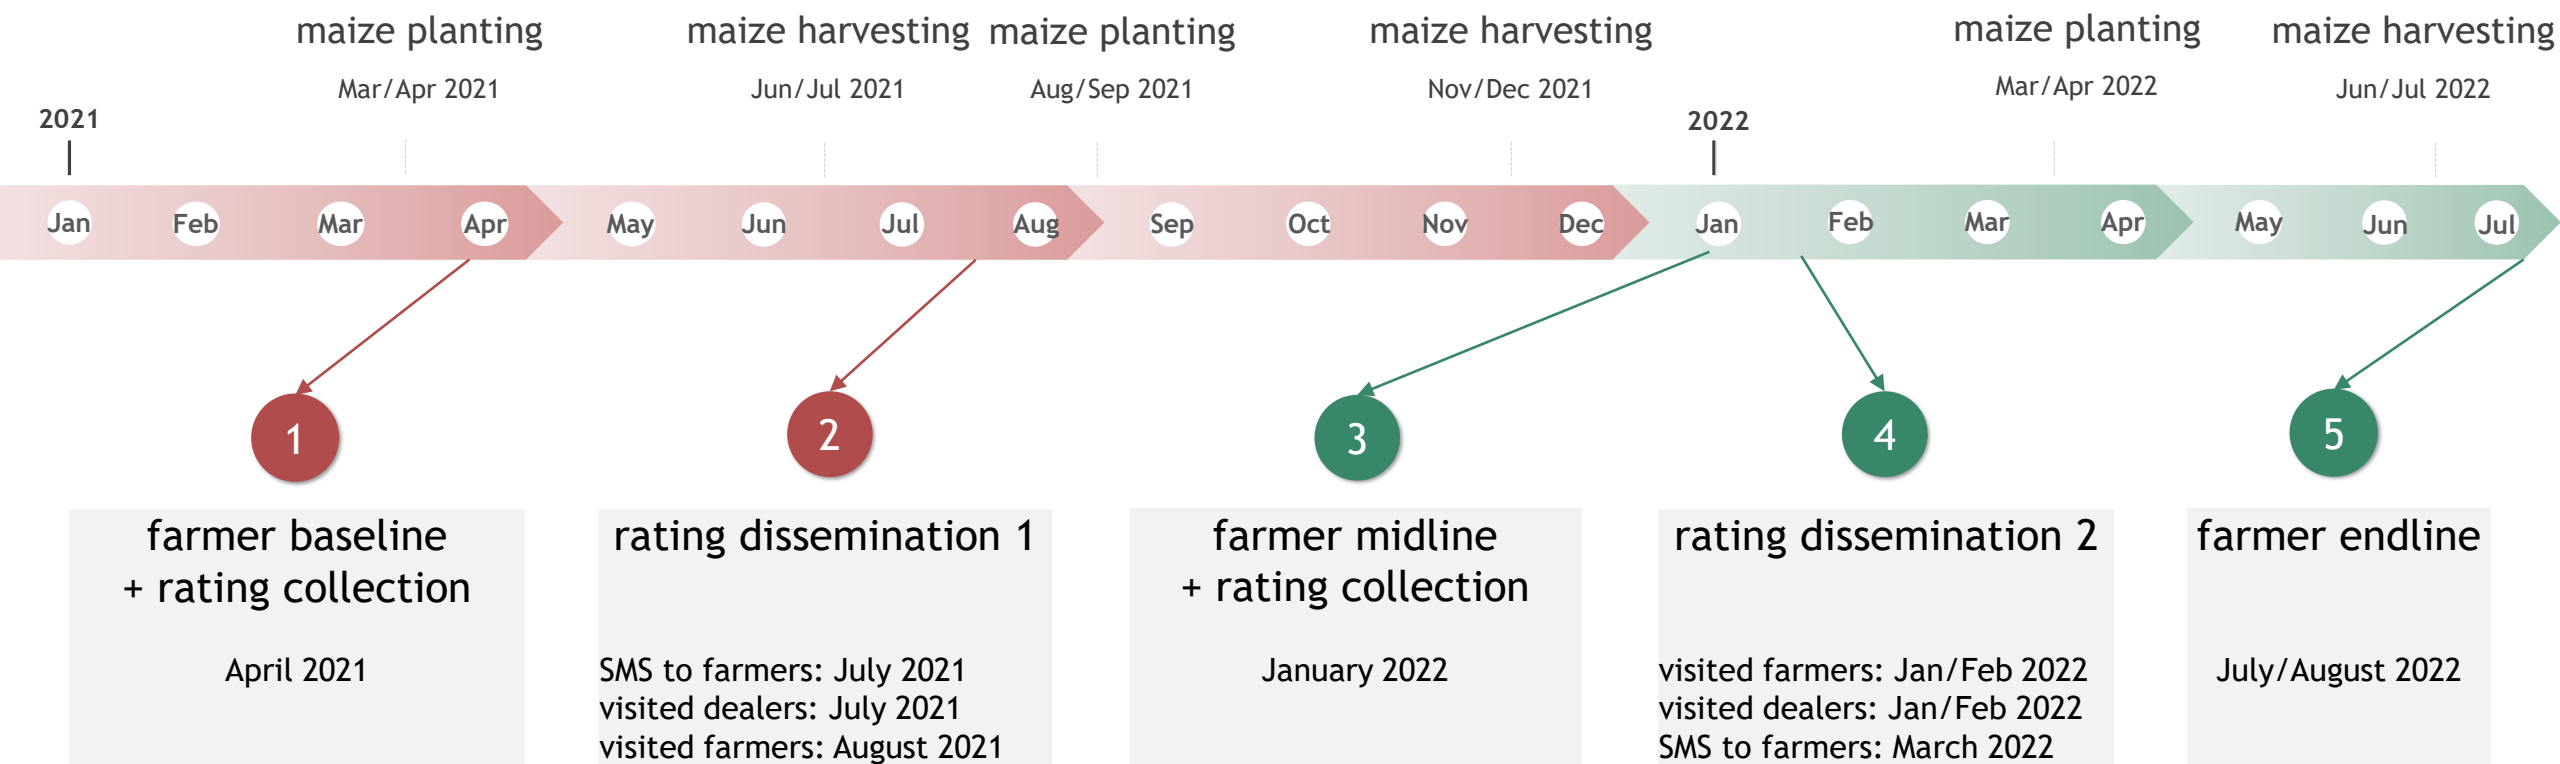 maize planting
Mar/Apr 2021
maize harvesting
Jun/Jul 2021
maize planting
Aug/Sep 2021
maize harvesting
Nov/Dec 2021
maize planting
Mar/Apr 2022
maize harvesting
Jun/Jul 2022
2021
2022
Jan
Feb
Mar
Apr
May
Jun
Jul
Aug
Sep
Oct
Nov
Dec
Jan
Feb
Mar
Apr
May
Jun
Jul
1
farmer baseline
+ rating collection
April 2021
2
rating dissemination 1
SMS to farmers: July 2021
visited dealers: July 2021
visited farmers: August 2021
3
farmer midline
+ rating collection
January 2022
4
rating dissemination 2
visited farmers: Jan/Feb 2022
visited dealers: Jan/Feb 2022
SMS to farmers: March 2022
5
farmer endline
July/August 2022